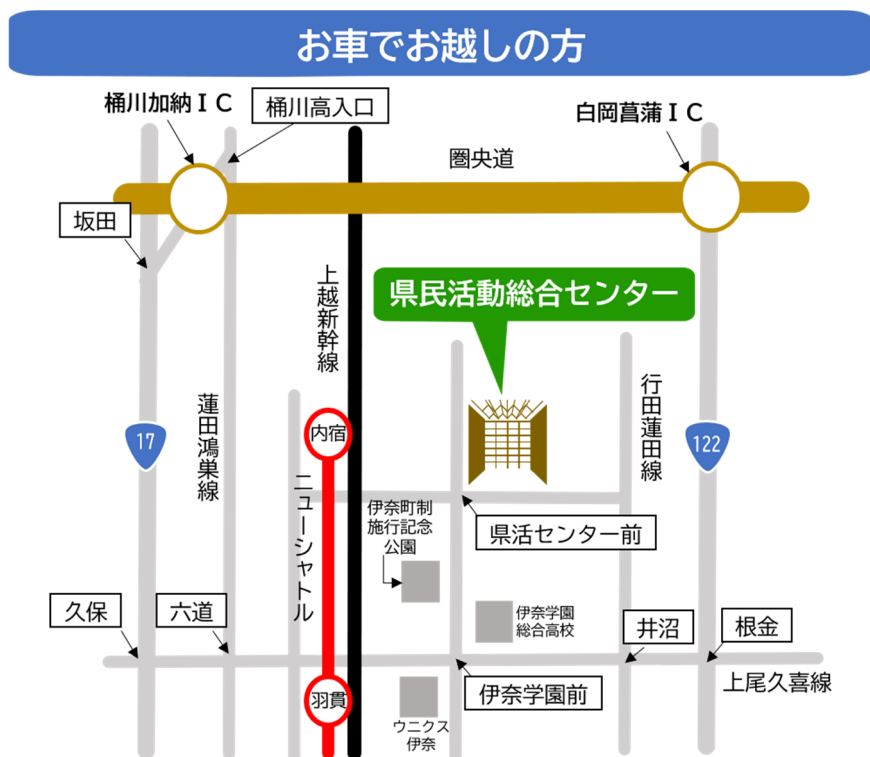 お車でお越しの方
桶川加納ＩＣ
桶川高入口
白岡菖蒲ＩＣ
圏央道
坂田
上越新幹線
県民活動総合センター
行田蓮田線
蓮田鴻巣線
内宿
17
122
ニューシャトル
伊奈町制
施行記念
公園
県活センター前
久保
六道
伊奈学園
総合高校
井沼
根金
上尾久喜線
伊奈学園前
羽貫
ウニクス
伊奈